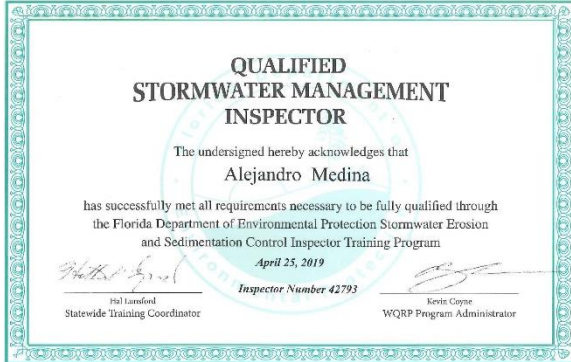 QUALIFIED
STORMWATER MANAGEMENT
INSPECTOR
The undersigned hereby acknowledges that
Alejandro Medina
has successfully met all requirements necessary to be fully qualified through
the Florida Department of Environmental Protection Stormwater Erosion
and Sedimentation Control Inspector Training Program
April 25, 2019
Inspector Number 42793
Hal Lunsford
Statewide Training Coordinator
Kevin Coyne
WQRP Program Administrator